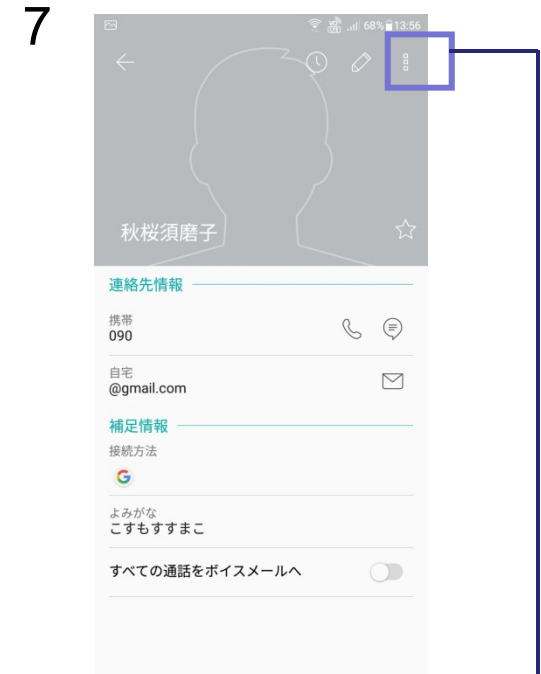 7
68% 13:56
秋桜須磨子
連絡先情報
携帯
090
自宅
@gmail.com
補足情報
接続方法
G
よみがな
こすもすすまこ
すべての通話をボイスメールへ